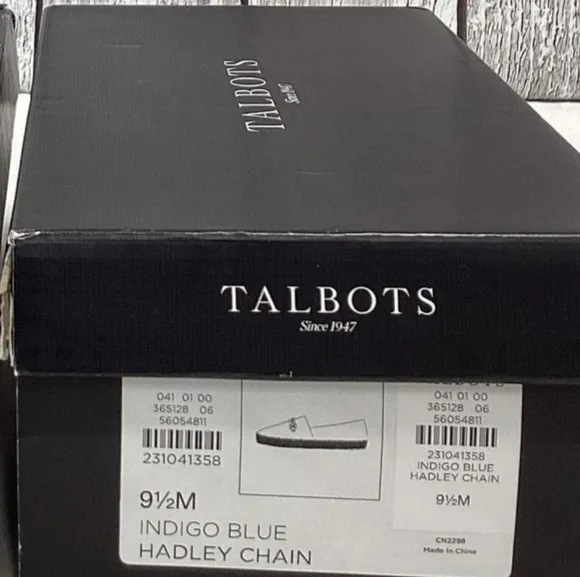 TALBOTS
Since 1947
TALBOTS
Since 1947
041 01 00
365128 06
56054811
231041358
9½M
INDIGO BLUE
HADLEY CHAIN
041 01 00
365128 06
56054811
231041358
INDIGO BLUE
HADLEY CHAIN
9½M
CN2298
Made in China